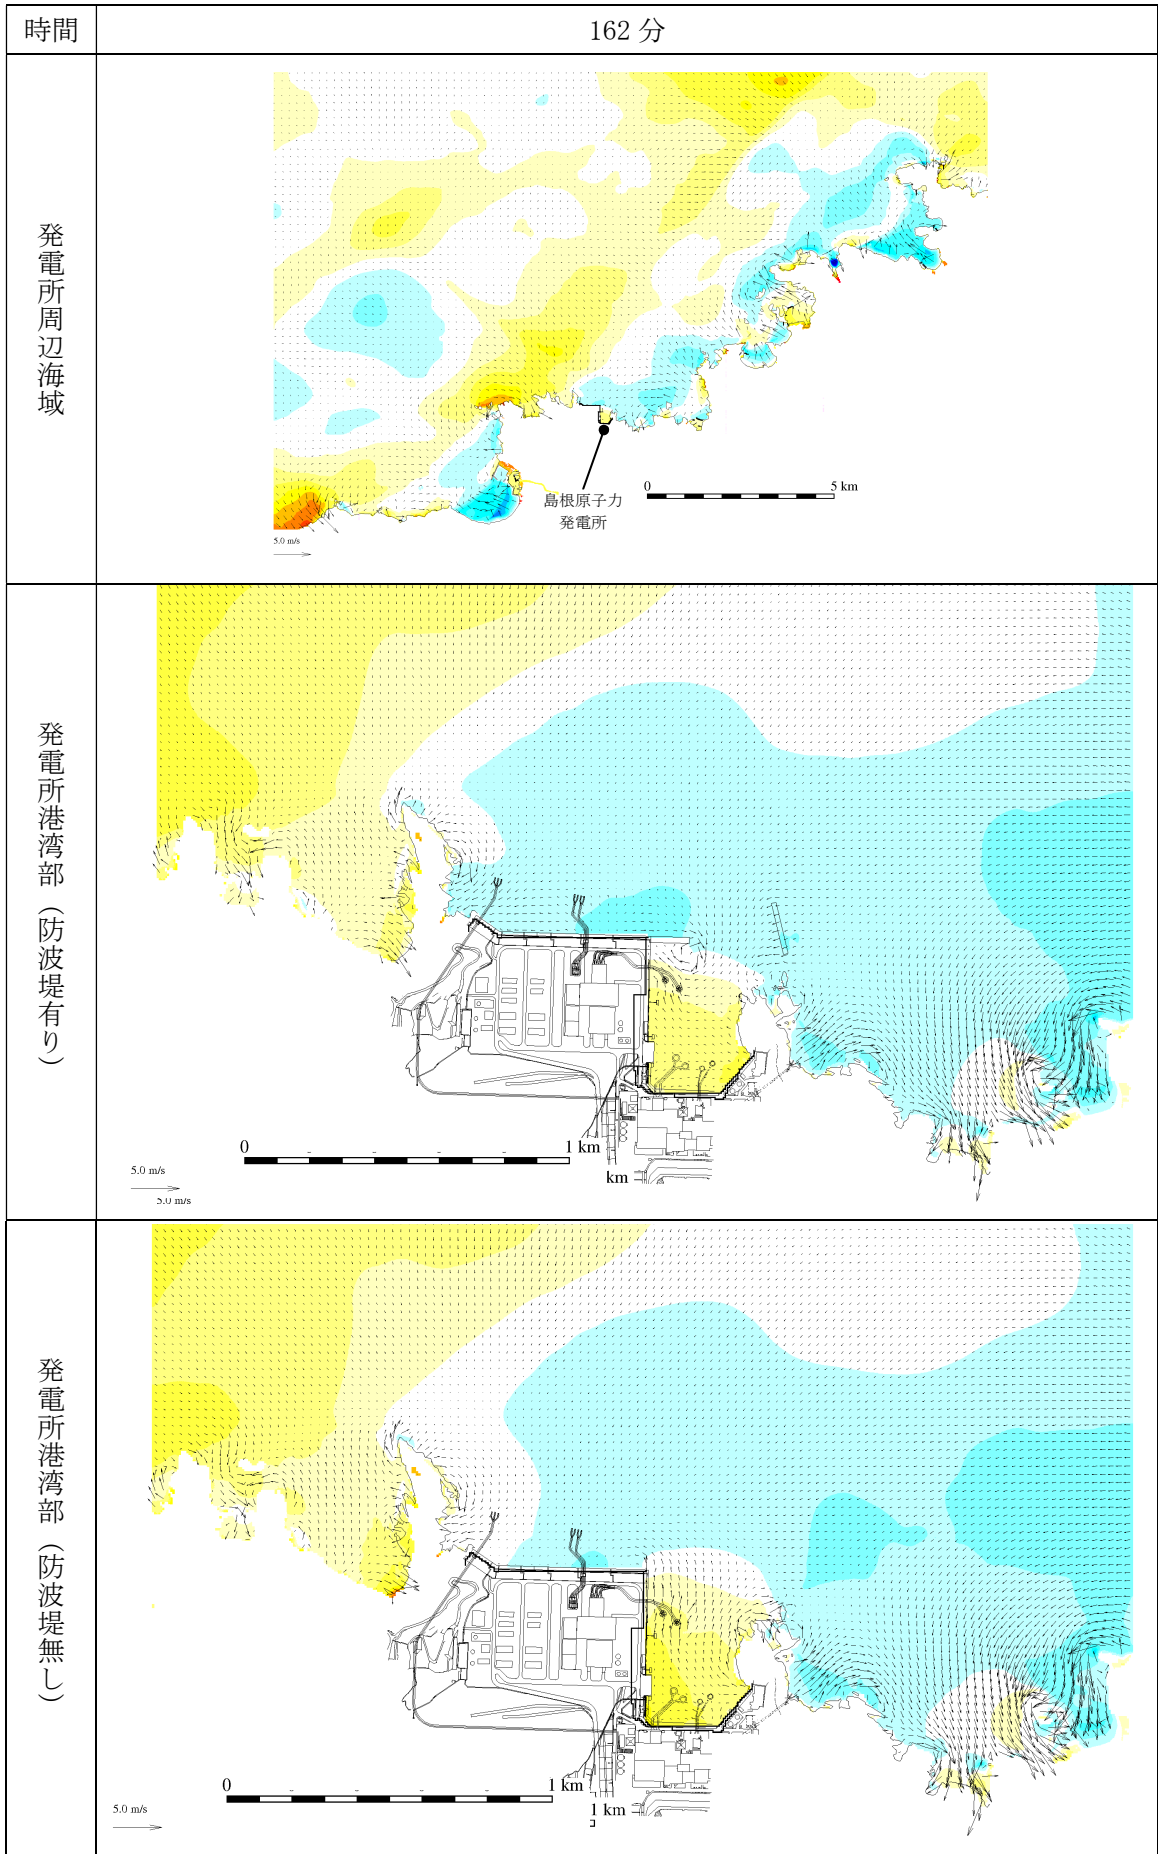 時間
162 分
発電所周辺海域
島根原子力
発電所
0
5 km
5.0 m/s
発電所港湾部（防波堤有り）
0
1 km
km
5.0 m/s
5.0 m/s
発電所港湾部（防波堤無し）
0
1 km
1 km
5.0 m/s